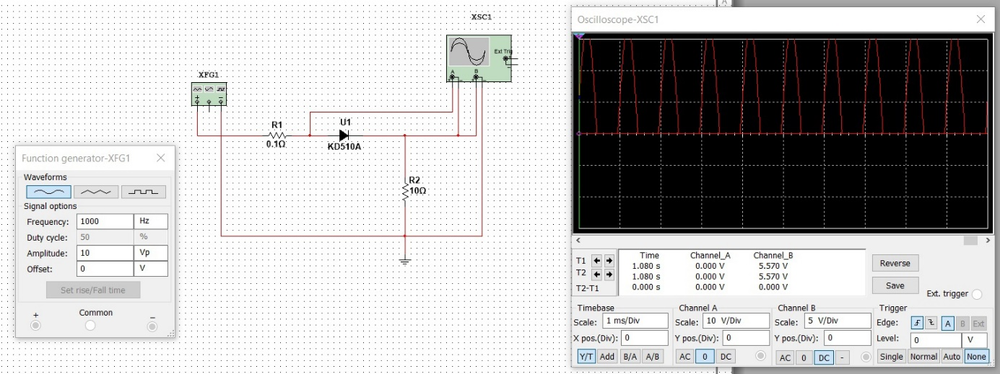 XSC1
Ext Trig
A B
XFG1
R1
0.1Ω
U1
KD510A
R2
10Ω
Function generator-XFG1
Waveforms
Signal options
Frequency: 1000 Hz
Duty cycle: 50 %
Amplitude: 10 Vp
Offset: 0 V
Set rise/Fall time
+ Common –
A
Oscilloscope-XSC1
Time Channel_A Channel_B
T1 1.080 s 0.000 V 5.570 V
T2 1.080 s 0.000 V 5.570 V
T2-T1 0.000 s 0.000 V 0.000 V
Reverse
Save
Ext. trigger
Timebase Channel A Channel B Trigger
Scale: 1 ms/Div Scale: 10 V/Div Scale: 5 V/Div Edge: A B Ext
X pos.(Div): 0 Y pos.(Div): 0 Y pos.(Div): 0 Level: 0 V
Y/T Add B/A A/B AC 0 DC AC 0 DC - Single Normal Auto None